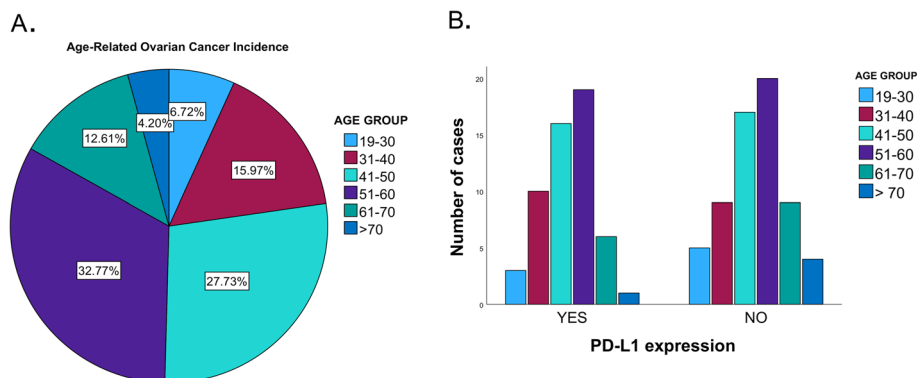 A.
Age-Related Ovarian Cancer Incidence
6.72%
4.20%
12.61%
15.97%
32.77%
27.73%
AGE GROUP
19-30
31-40
41-50
51-60
61-70
>70
B.
Number of cases
20
15
10
5
0
YES
NO
PD-L1 expression
AGE GROUP
19-30
31-40
41-50
51-60
61-70
> 70